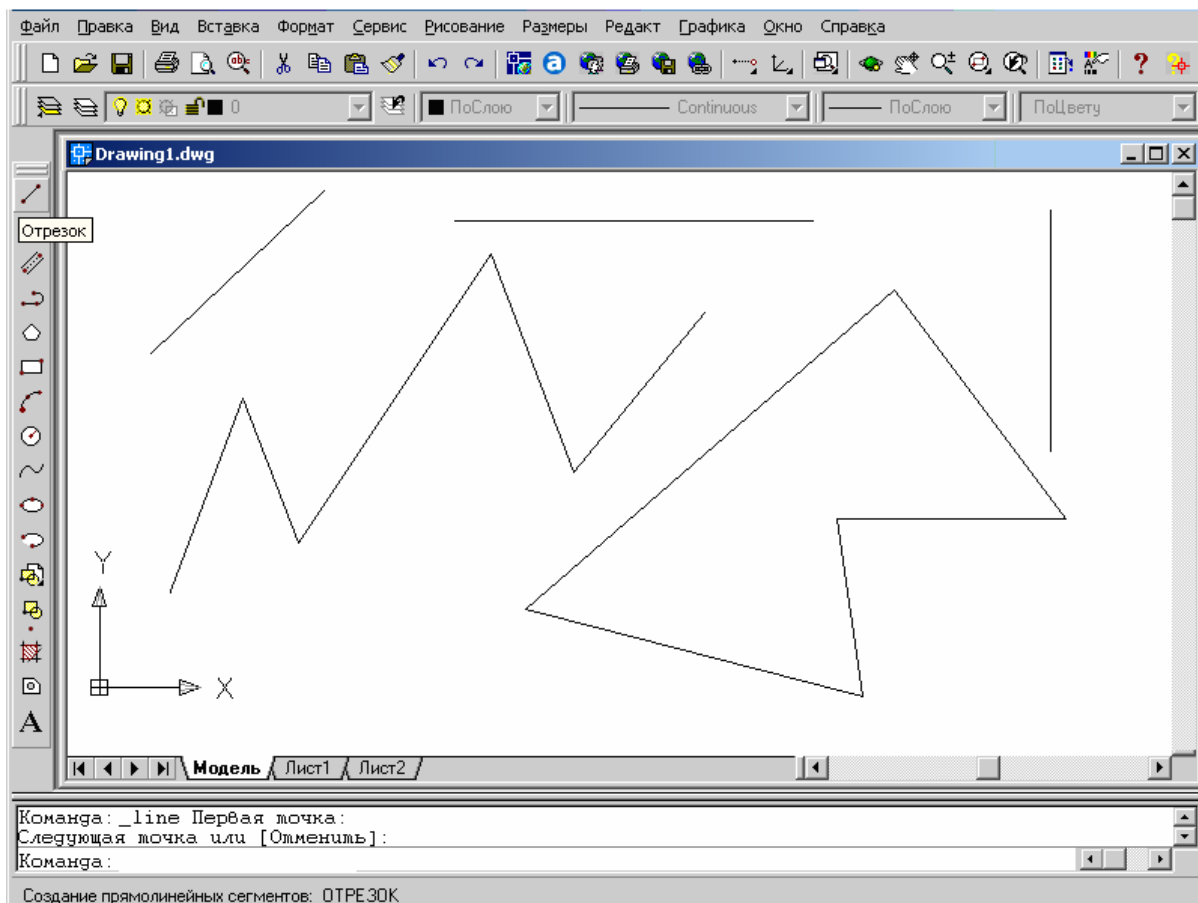 Файл Правка Вид Вставка Формат Сервис Рисование Размеры Редакт Графика Окно Справка
0 ПоСлою Continuous ПоСлою ПоЦвету
Drawing1.dwg
Отрезок
Y
X
A
Модель Лист1 Лист2
Команда: _line Первая точка:
Следующая точка или [Отменить]:
Команда:
Создание прямолинейных сегментов: ОТРЕЗОК